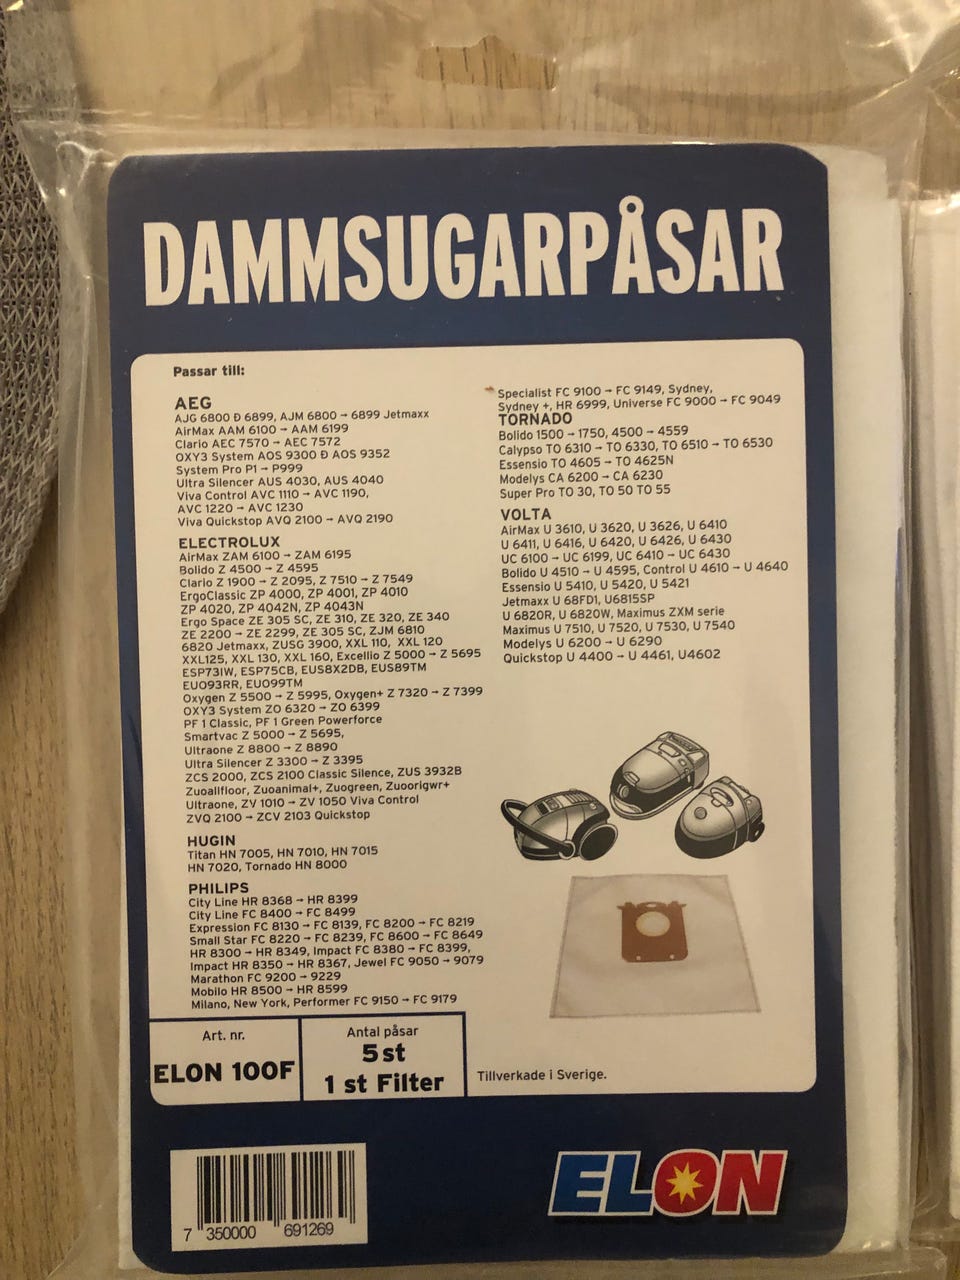 DAMMSUGARPÅSAR
Passar till:
AEG
AJG 6800 Ð 6899, AJM 6800 → 6899 Jetmaxx
AirMax AAM 6100 → AAM 6199
Clario AEC 7570 → AEC 7572
OXY3 System AOS 9300 Ð AOS 9352
System Pro P1 → P999
Ultra Silencer AUS 4030, AUS 4040
Viva Control AVC 1110 → AVC 1190,
AVC 1220 → AVC 1230
Viva Quickstop AVQ 2100 → AVQ 2190
ELECTROLUX
AirMax ZAM 6100 → ZAM 6195
Bolido Z 4500 → Z 4595
Clario Z 1900 → Z 2095, Z 7510 → Z 7549
ErgoClassic ZP 4000, ZP 4001, ZP 4010
ZP 4020, ZP 4042N, ZP 4043N
Ergo Space ZE 305 SC, ZE 310, ZE 320, ZE 340
ZE 2200 → ZE 2299, ZE 305 SC, ZJM 6810
6820 Jetmaxx, ZUSG 3900, XXL 110, XXL 120
XXL125, XXL 130, XXL 160, Excellio Z 5000 → Z 5695
ESP73IW, ESP75CB, EUS8X2DB, EUS89TM
EUO93RR, EUO99TM
Oxygen Z 5500 → Z 5995, Oxygen+ Z 7320 → Z 7399
OXY3 System ZO 6320 → ZO 6399
PF 1 Classic, PF 1 Green Powerforce
Smartvac Z 5000 → Z 5695,
Ultraone Z 8800 → Z 8890
Ultra Silencer Z 3300 → Z 3395
ZCS 2000, ZCS 2100 Classic Silence, ZUS 3932B
Zuoallfloor, Zuoanimal+, Zuogreen, Zuoorigwr+
Ultraone, ZV 1010 → ZV 1050 Viva Control
ZVQ 2100 → ZCV 2103 Quickstop
HUGIN
Titan HN 7005, HN 7010, HN 7015
HN 7020, Tornado HN 8000
PHILIPS
City Line HR 8368 → HR 8399
City Line FC 8400 → FC 8499
Expression FC 8130 → FC 8139, FC 8200 → FC 8219
Small Star FC 8220 → FC 8239, FC 8600 → FC 8649
HR 8300 → HR 8349, Impact FC 8380 → FC 8399,
Impact HR 8350 → HR 8367, Jewel FC 9050 → 9079
Marathon FC 9200 → 9229
Mobilo HR 8500 → HR 8599
Milano, New York, Performer FC 9150 → FC 9179
Specialist FC 9100 → FC 9149, Sydney,
Sydney +, HR 6999, Universe FC 9000 → FC 9049
TORNADO
Bolido 1500 → 1750, 4500 → 4559
Calypso TO 6310 → TO 6330, TO 6510 → TO 6530
Essensio TO 4605 → TO 4625N
Modelys CA 6200 → CA 6230
Super Pro TO 30, TO 50 TO 55
VOLTA
AirMax U 3610, U 3620, U 3626, U 6410
U 6411, U 6416, U 6420, U 6426, U 6430
UC 6100 → UC 6199, UC 6410 → UC 6430
Bolido U 4510 → U 4595, Control U 4610 → U 4640
Essensio U 5410, U 5420, U 5421
Jetmaxx U 68FD1, U6815SP
U 6820R, U 6820W, Maximus ZXM serie
Maximus U 7510, U 7520, U 7530, U 7540
Modelys U 6200 → U 6290
Quickstop U 4400 → U 4461, U4602
Art. nr.
ELON 100F
Antal påsar
5 st
1 st Filter
Tillverkade i Sverige.
7 350000 691269
ELON